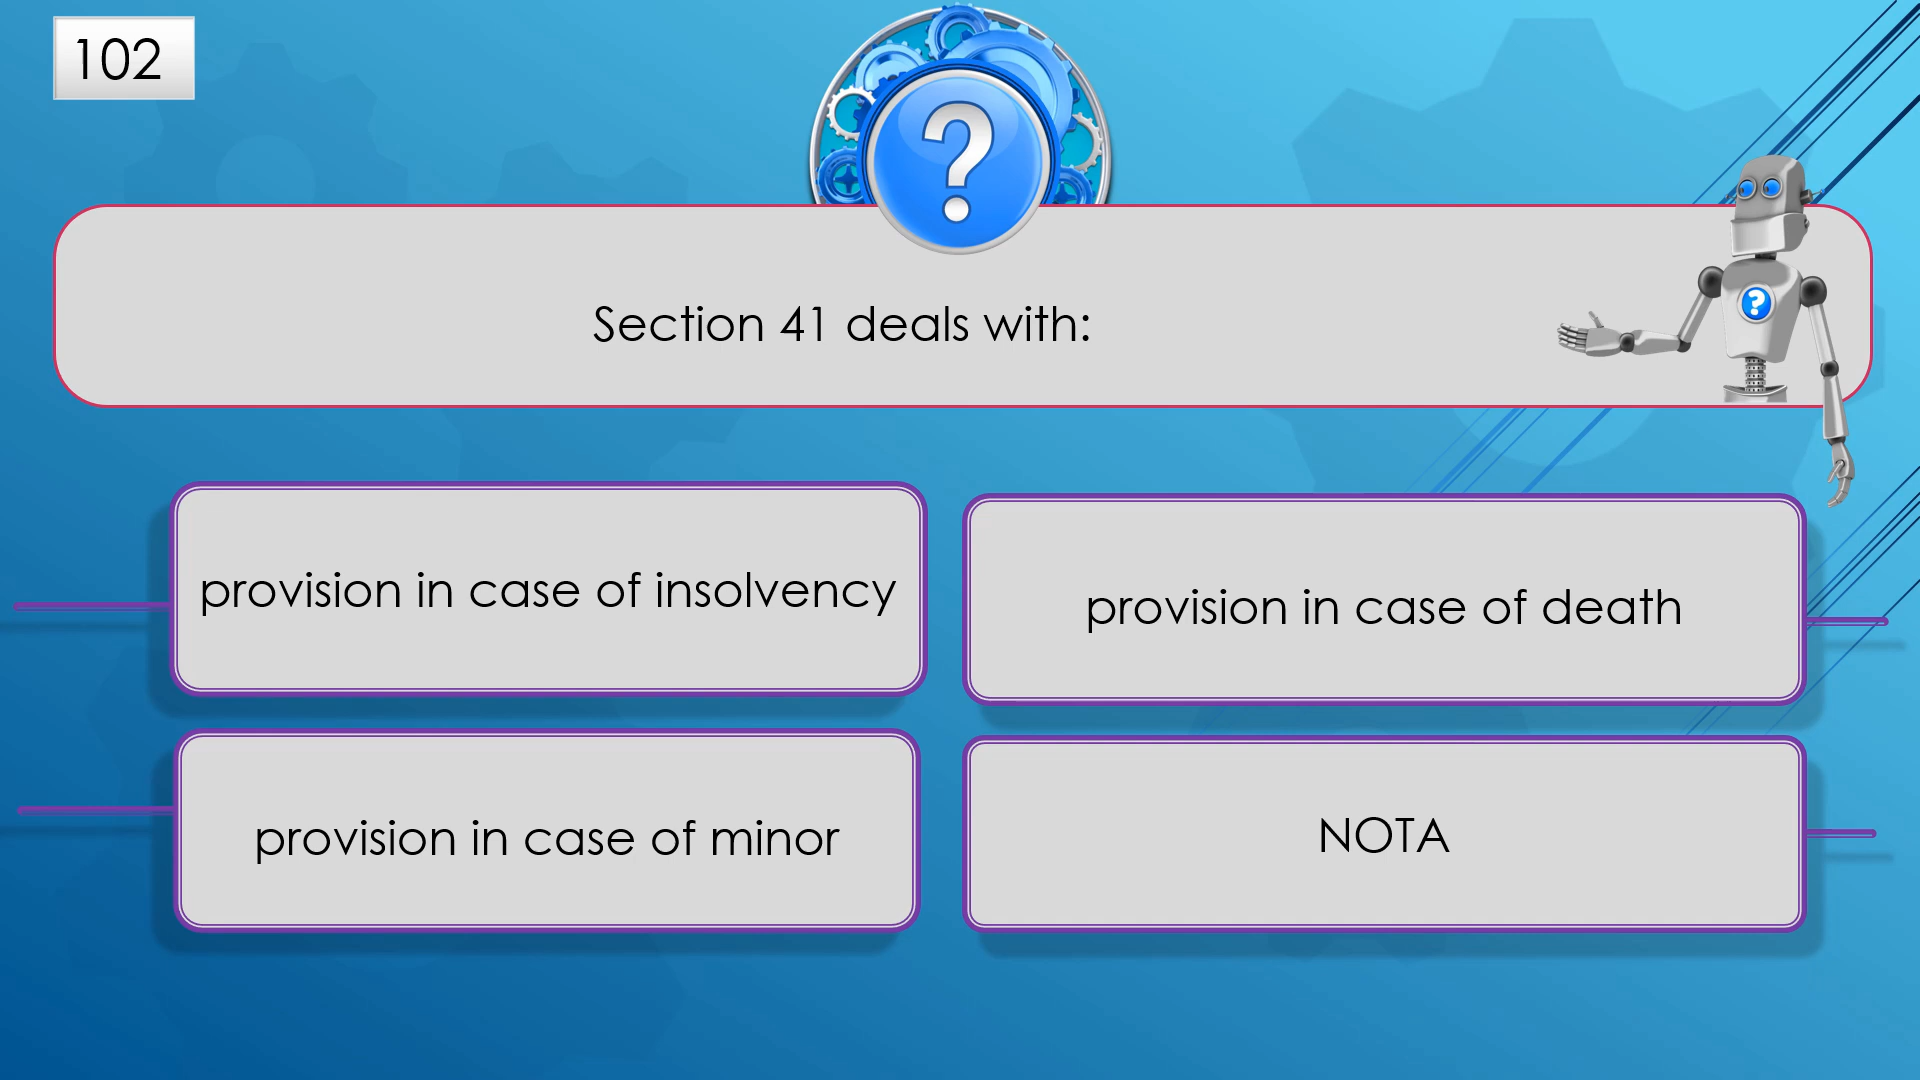 102
?
Section 41 deals with:
?
provision in case of insolvency
provision in case of death
provision in case of minor
NOTA